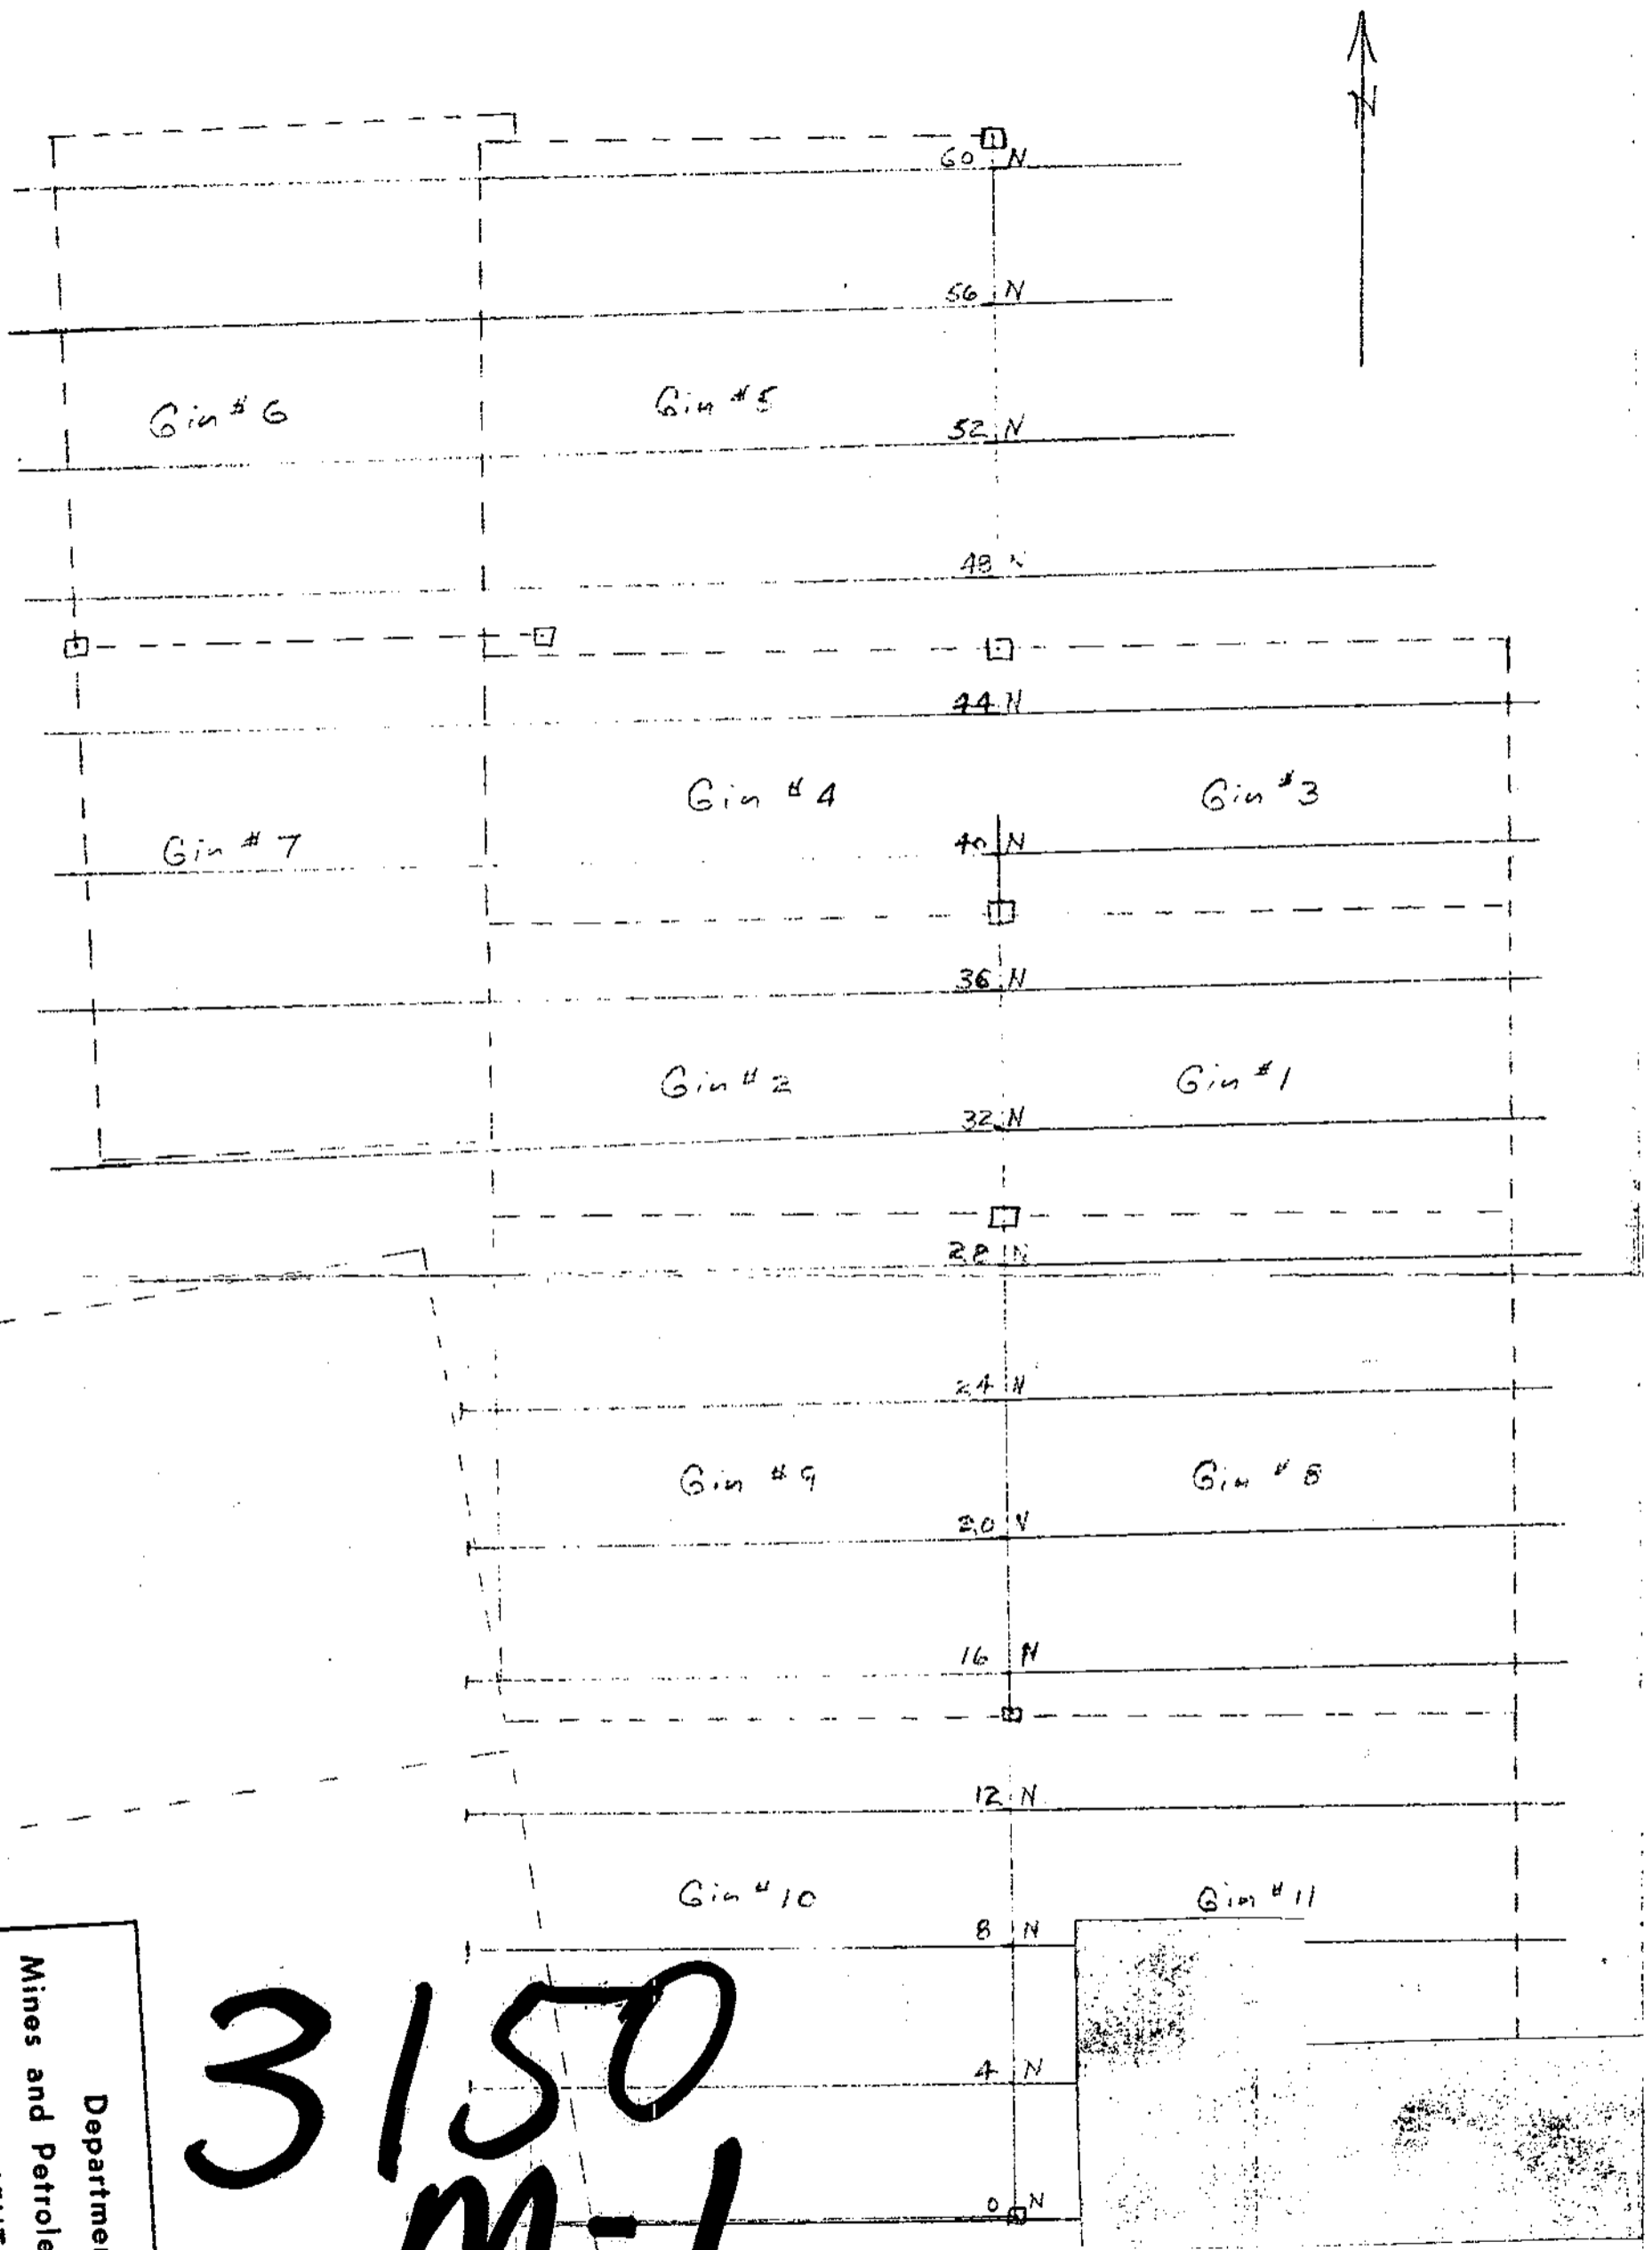 N
60 N
56 N
Gin # 6
Gin # 5
52 N
48 N
44 N
Gin # 4
Gin # 3
40 N
Gin # 7
36 N
Gin # 2
Gin # 1
32 N
28 N
24 N
Gin # 9
Gin # 8
20 N
16 N
12 N
Gin # 10
Gin # 11
8 N
4 N
0 N
3150
M-1
Departmen
Mines and Petrole